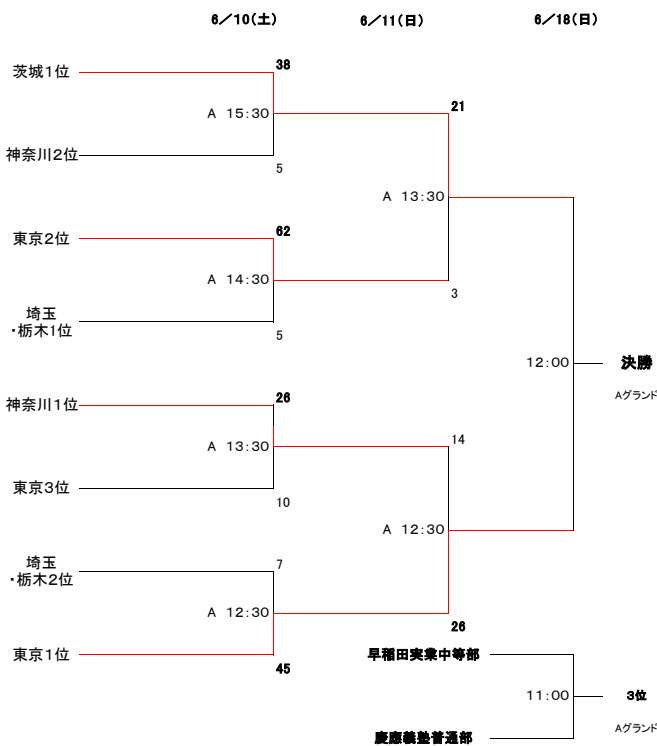 6／10(土)
6／11(日)
6／18(日)
38
茨城１位
A 15:30
21
神奈川２位
5
A 13:30
東京２位
62
A 14:30
3
埼玉
・栃木1位
5
12:00
決勝
Aグランド
神奈川１位
26
A 13:30
14
東京３位
10
A 12:30
埼玉
・栃木２位
7
A 12:30
26
東京１位
45
早稲田実業中等部
11:00
３位
Aグランド
慶應義塾普通部